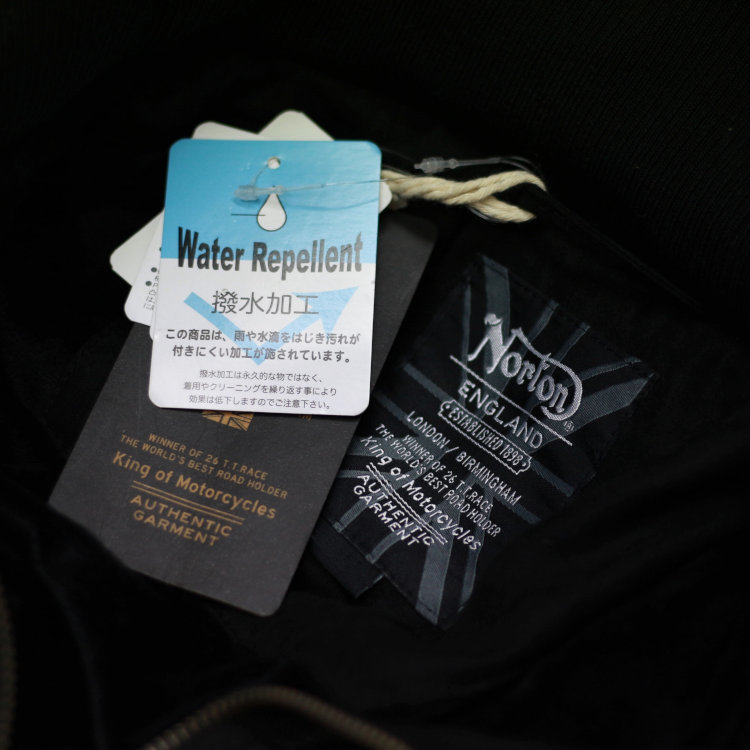 Water Repellent
撥水加工
この商品は、雨や水滴をはじき汚れが
付きにくい加工が施されています。
撥水加工は永久的な物ではなく、
着用やクリーニングを繰り返す事により
効果は低下しますのでご注意下さい。
WINNER OF 26 T.T.RACE
THE WORLD'S BEST ROAD HOLDER
King of Motorcycles
AUTHENTIC
GARMENT
Norton
ENGLAND
ESTABLISHED 1898
LONDON / BIRMINGHAM
WINNER OF 26 T.T.RACE
THE WORLD'S BEST ROAD HOLDER
King of Motorcycles
AUTHENTIC
GARMENT